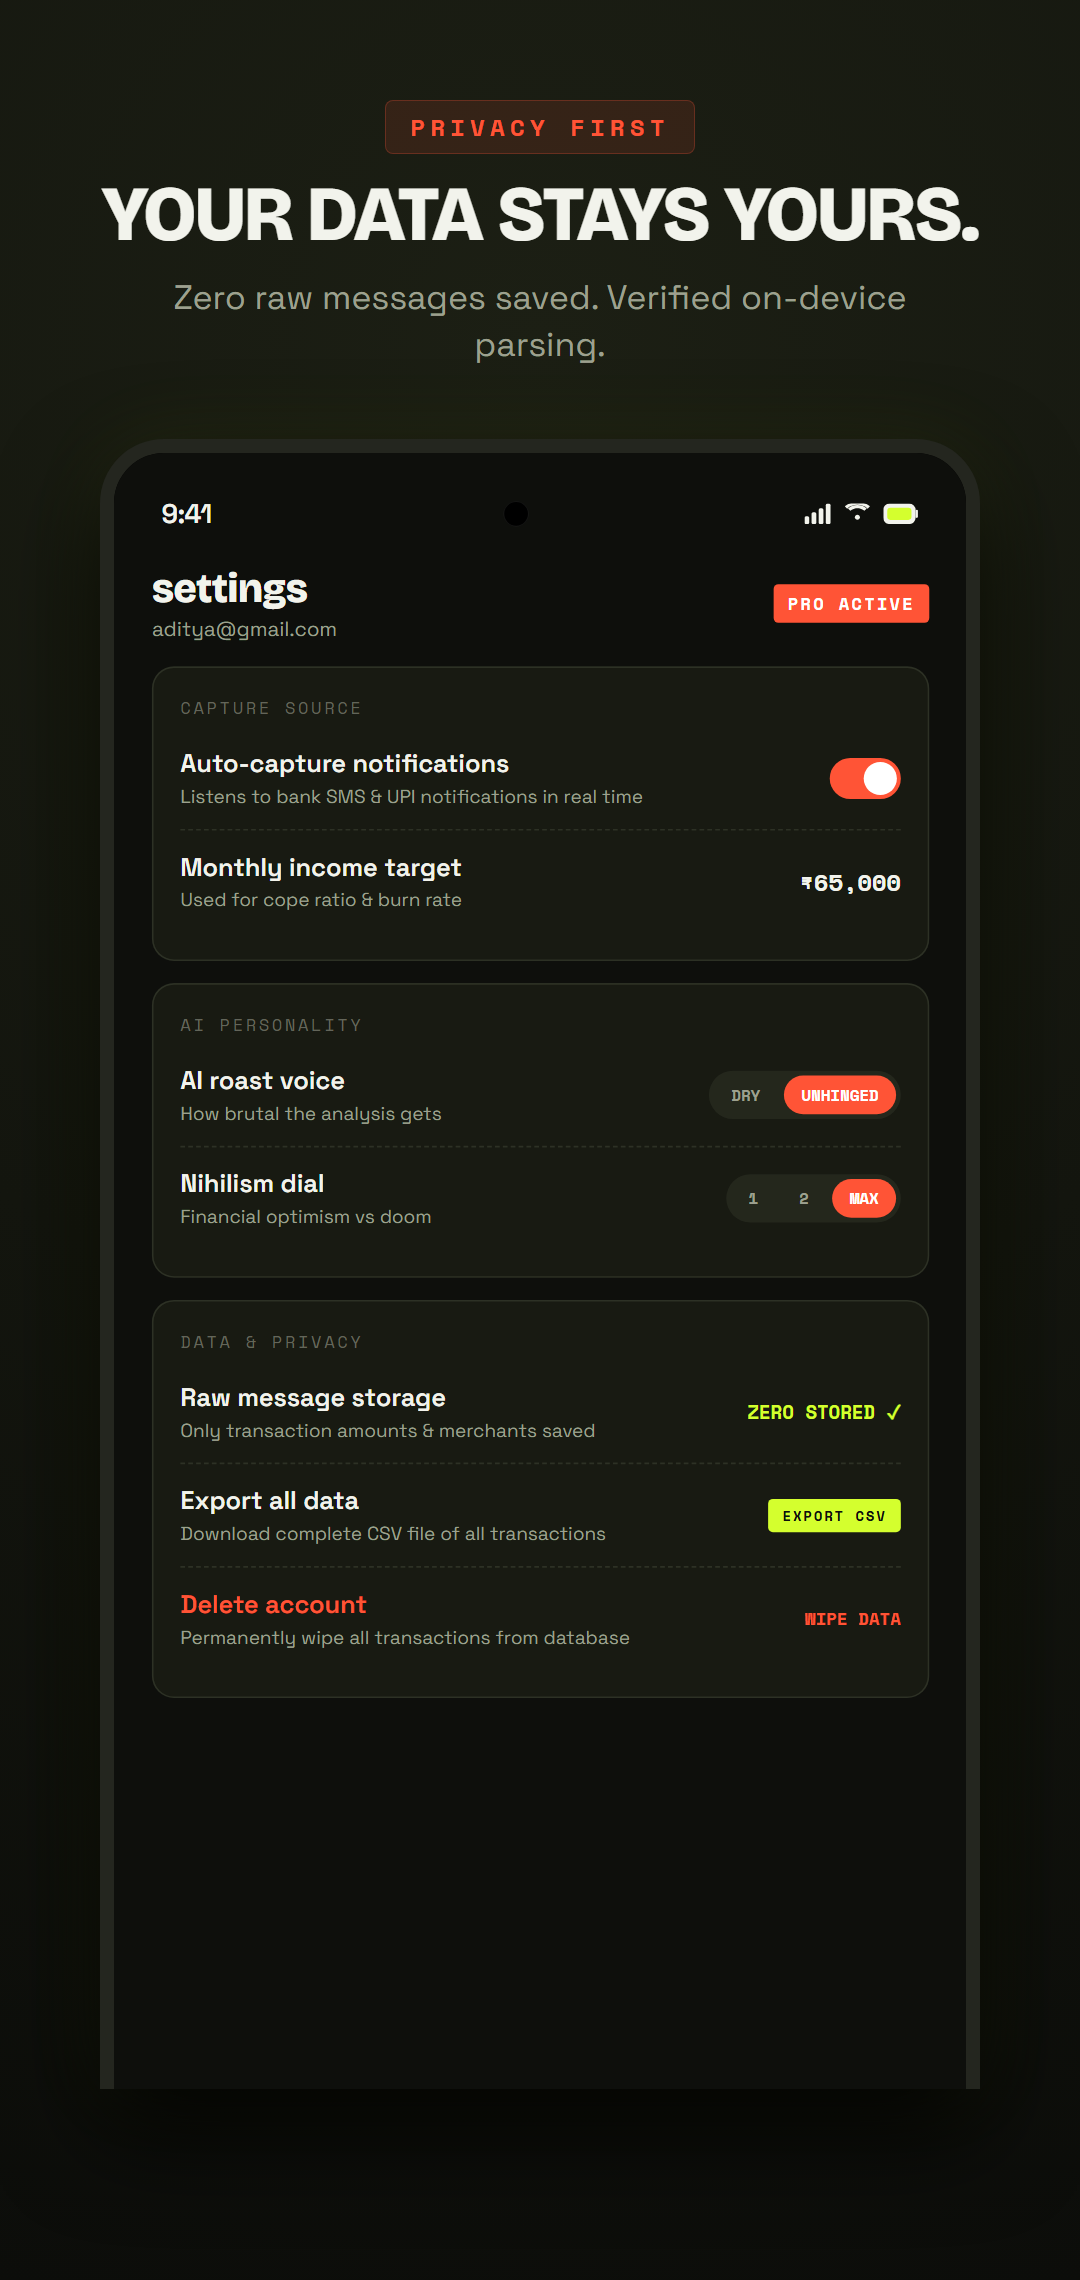 PRIVACY FIRST
YOUR DATA STAYS YOURS.
Zero raw messages saved. Verified on-device
parsing.
9:41
settings
aditya@gmail.com
PRO ACTIVE
CAPTURE SOURCE
Auto-capture notifications
Listens to bank SMS & UPI notifications in real time
Monthly income target
₹65,000
Used for cope ratio & burn rate
AI PERSONALITY
AI roast voice
DRY UNHINGED
How brutal the analysis gets
Nihilism dial
1 2 MAX
Financial optimism vs doom
DATA & PRIVACY
Raw message storage
ZERO STORED ✓
Only transaction amounts & merchants saved
Export all data
EXPORT CSV
Download complete CSV file of all transactions
Delete account
WIPE DATA
Permanently wipe all transactions from database